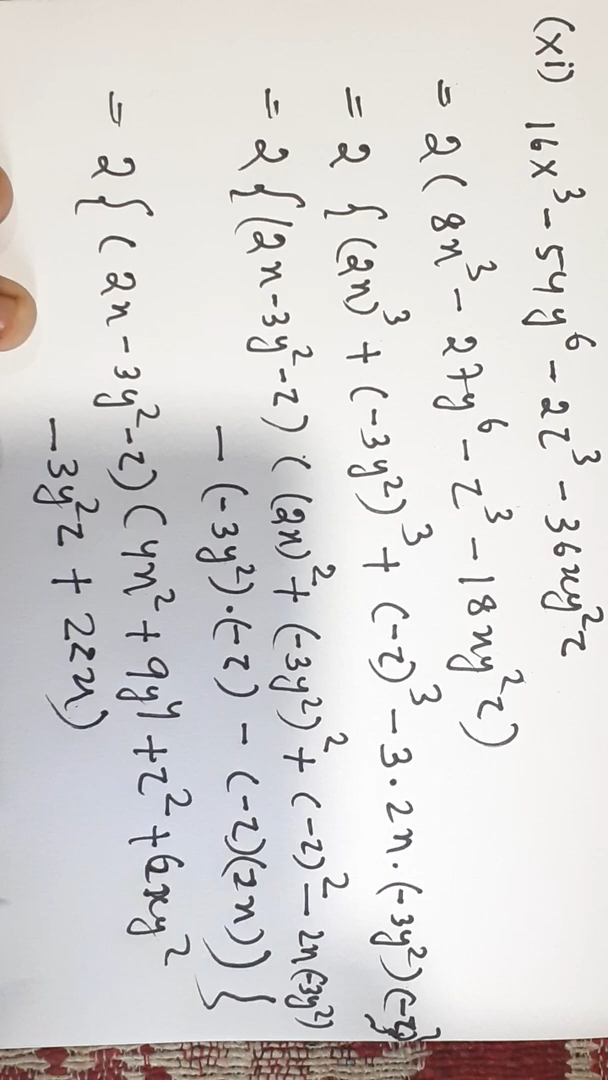 (xi) 16x³ - 54y⁶ - 2z³ - 36xy²z
= 2(8x³ - 27y⁶ - z³ - 18xy²z)
= 2{(2x)³ + (-3y²)³ + (-z)³ - 3·2x·(-3y²)(-z)}
= 2{(2x - 3y² - z)((2x)² + (-3y²)² + (-z)² - 2x(-3y²)
- (-3y²)·(-z) - (-z)(2x)){
= 2{(2x - 3y² - z)(4x² + 9y⁴ + z² + 6xy²
- 3y²z + 2zx)